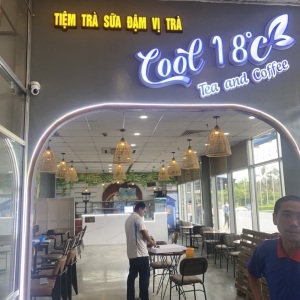 TIỆM TRÀ SỮA ĐẬM VỊ TRÀ
Cool 18°C
Tea and Coffee